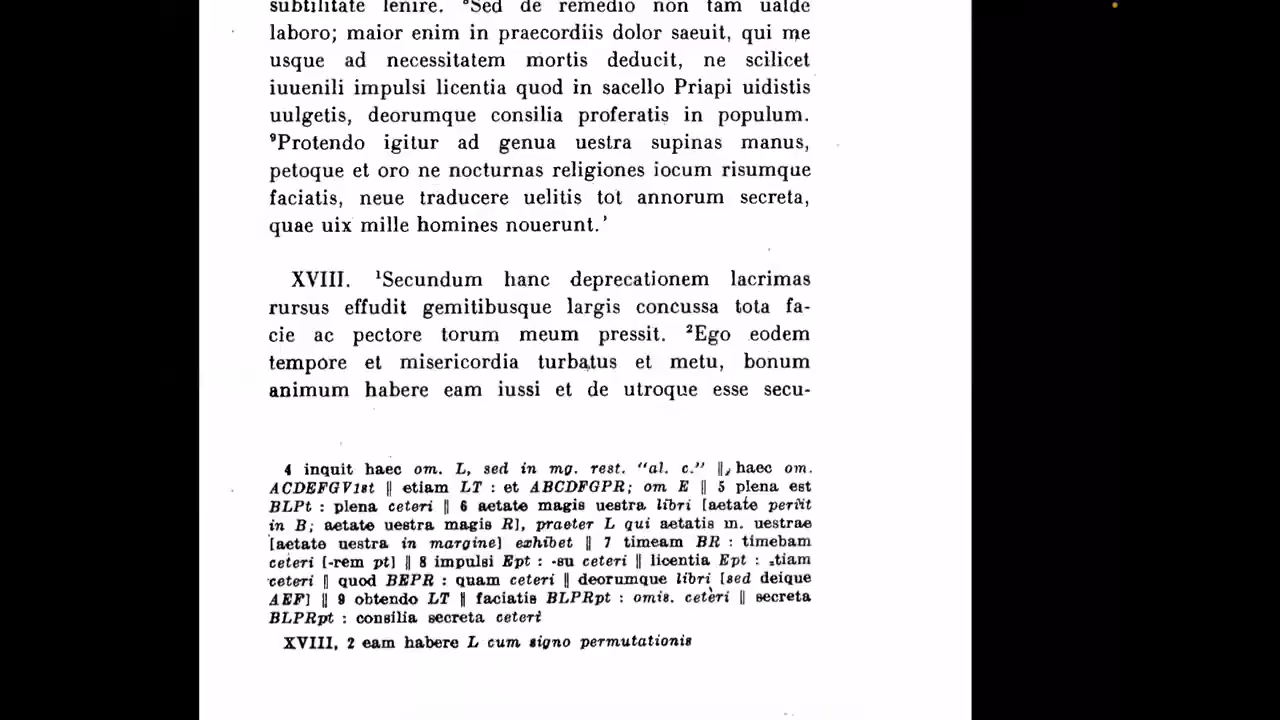 subtilitate lenire. ⁸Sed de remedio non tam ualde
laboro; maior enim in praecordiis dolor saeuit, qui me
usque ad necessitatem mortis deducit, ne scilicet
iuuenili impulsi licentia quod in sacello Priapi uidistis
uulgetis, deorumque consilia proferatis in populum.
⁹Protendo igitur ad genua uestra supinas manus,
petoque et oro ne nocturnas religiones iocum risumque
faciatis, neue traducere uelitis tot annorum secreta,
quae uix mille homines nouerunt.’
XVIII. ¹Secundum hanc deprecationem lacrimas
rursus effudit gemitibusque largis concussa tota fa-
cie ac pectore torum meum pressit. ²Ego eodem
tempore et misericordia turbatus et metu, bonum
animum habere eam iussi et de utroque esse secu-
4 inquit haec om. L, sed in mg. rest. “al. c.” ‖ haec om.
ACDEFGV1st ‖ etiam LT : et ABCDFGPR; om E ‖ 5 plena est
BLPt : plena ceteri ‖ 6 aetate magis uestra libri [aetate periit
in B; aetate uestra magis R], praeter L qui aetatis m. uestrae
[aetate uestra in margine] exhibet ‖ 7 timeam BR : timebam
ceteri [-rem pt] ‖ 8 impulsi Ept : -su ceteri ‖ licentia Ept : -tiam
ceteri ‖ quod BEPR : quam ceteri ‖ deorumque libri [sed deique
AEF] ‖ 9 obtendo LT ‖ faciatis BLPRpt : omis. ceteri ‖ secreta
BLPRpt : consilia secreta ceteri
XVIII, 2 eam habere L cum signo permutationis